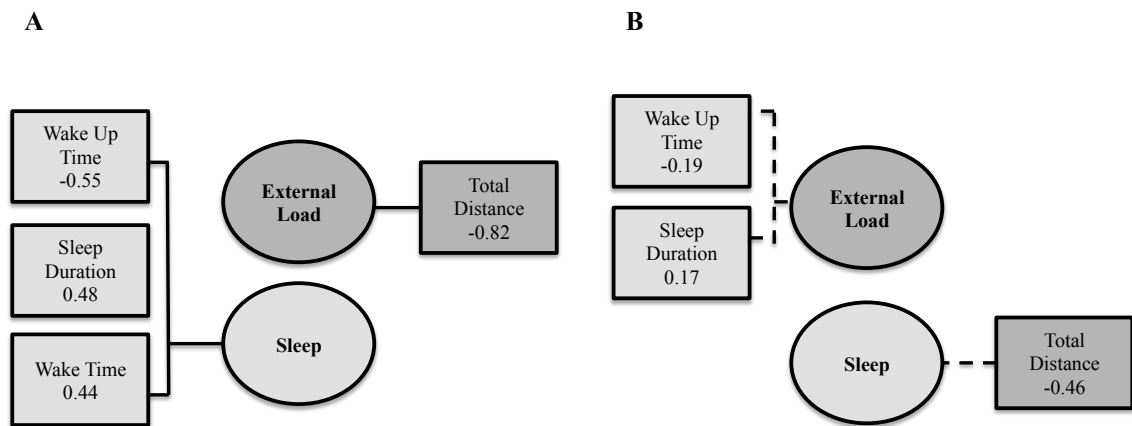 A
Wake Up
Time
-0.55
Sleep
Duration
0.48
Wake Time
0.44
External
Load
Sleep
Total
Distance
-0.82
B
Wake Up
Time
-0.19
Sleep
Duration
0.17
External
Load
Sleep
Total
Distance
-0.46